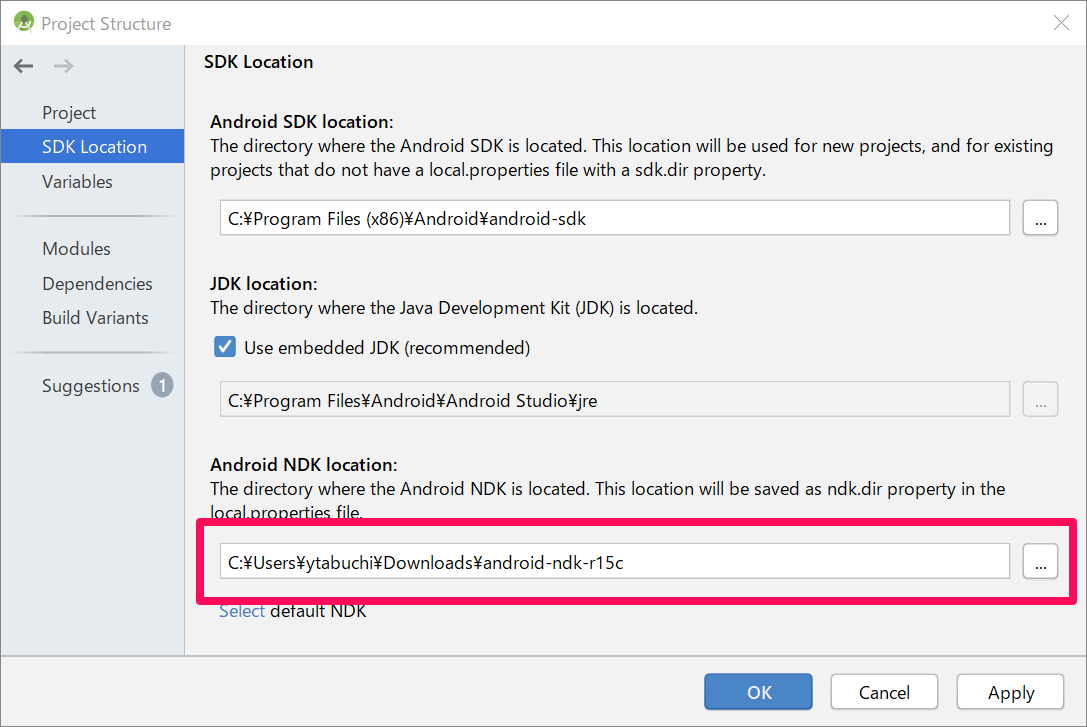 Project Structure
Project
SDK Location
Variables
Modules
Dependencies
Build Variants
Suggestions 1
SDK Location
Android SDK location:
The directory where the Android SDK is located. This location will be used for new projects, and for existing
projects that do not have a local.properties file with a sdk.dir property.
C:¥Program Files (x86)¥Android¥android-sdk
...
JDK location:
The directory where the Java Development Kit (JDK) is located.
Use embedded JDK (recommended)
C:¥Program Files¥Android¥Android Studio¥jre
...
Android NDK location:
The directory where the Android NDK is located. This location will be saved as ndk.dir property in the
local.properties file.
C:¥Users¥ytabuchi¥Downloads¥android-ndk-r15c
...
Select default NDK
OK
Cancel
Apply